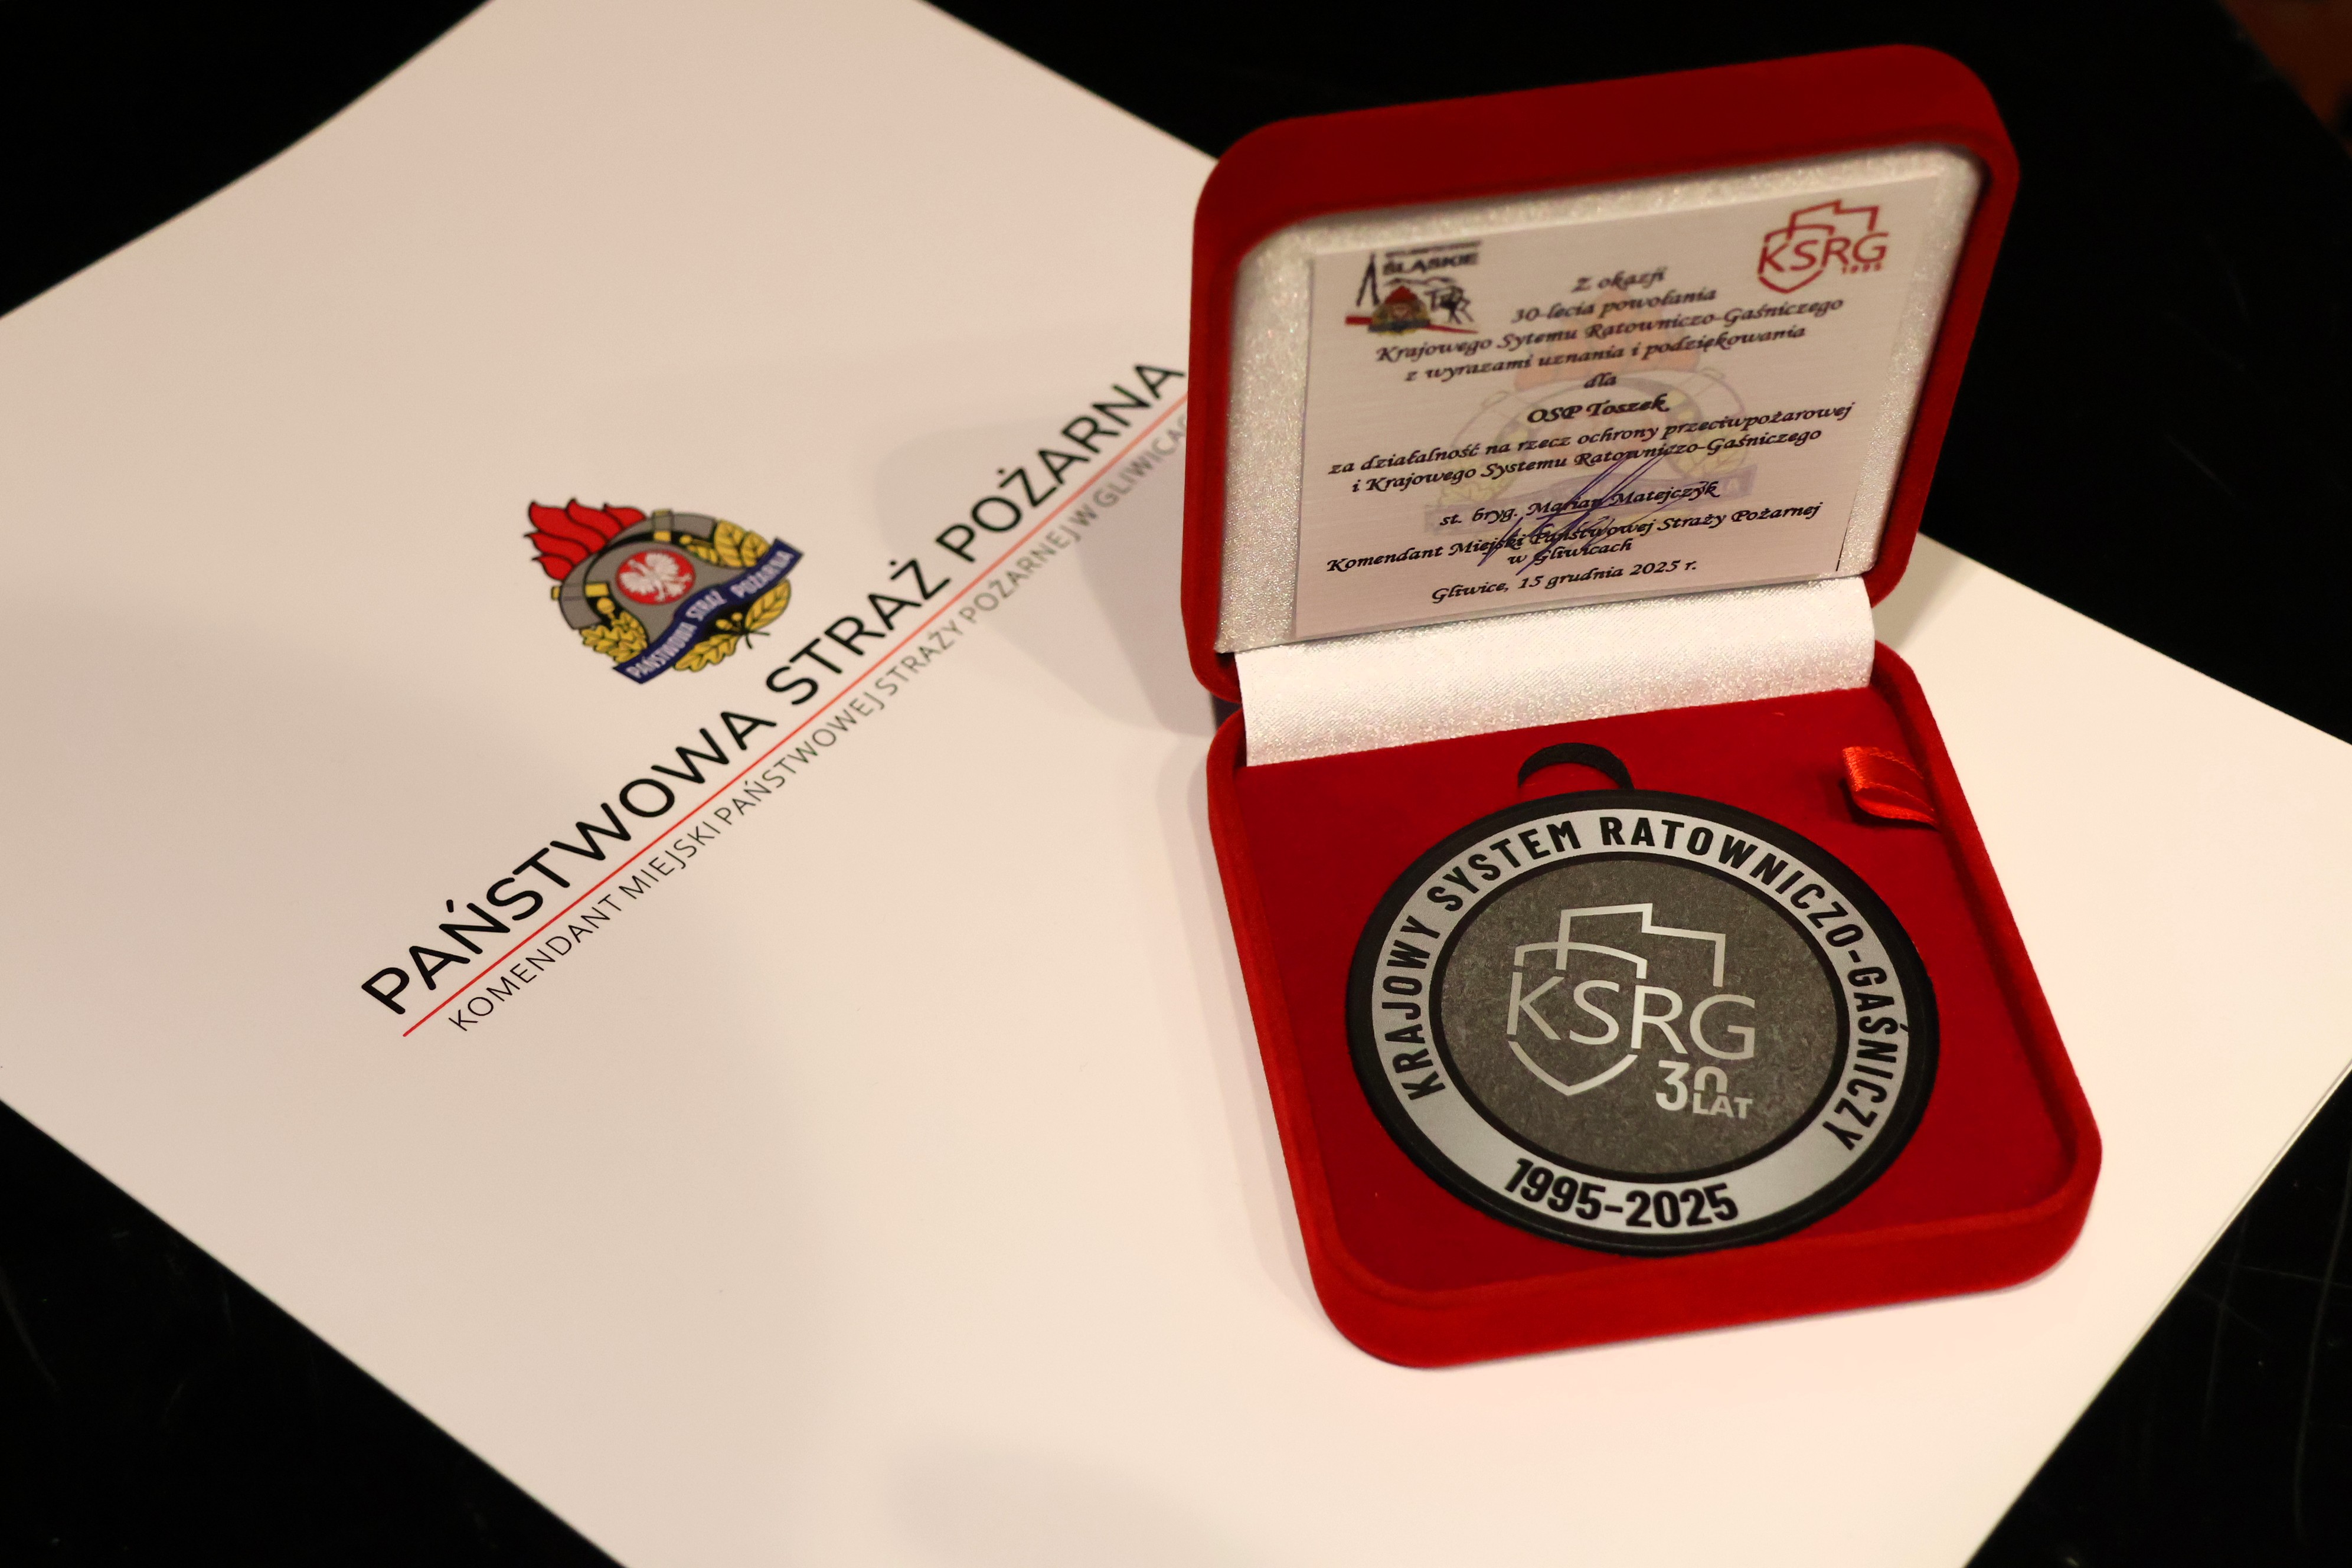 PAŃSTWOWA STRAŻ POŻARNA
PAŃSTWOWA STRAŻ POŻARNA
KOMENDANT MIEJSKI PAŃSTWOWEJ STRAŻY POŻARNEJ W GLIWICAC
ŚLĄSKIE
KSRG
1995
Z okazji
30-lecia powołania
Krajowego Sytemu Ratowniczo-Gaśniczego
z wyrazami uznania i podziękowania
dla
OSP Toszek
za działalność na rzecz ochrony przeciwpożarowej
i Krajowego Systemu Ratowniczo-Gaśniczego
st. bryg. Marian Matejczyk
Komendant Miejski Państwowej Straży Pożarnej
w Gliwicach
Gliwice, 15 grudnia 2025 r.
KRAJOWY SYSTEM RATOWNICZO-GAŚNICZY
KSRG
30
LAT
1995-2025